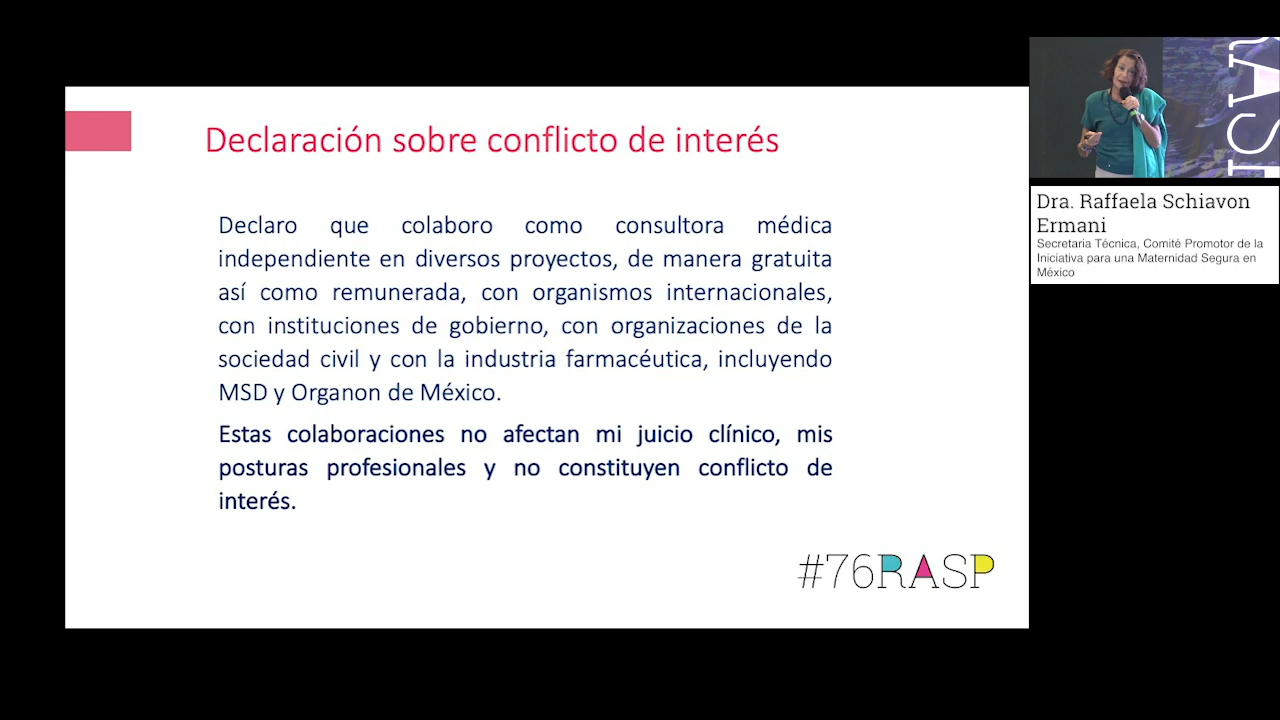 Declaración sobre conflicto de interés
Declaro que colaboro como consultora médica
independiente en diversos proyectos, de manera gratuita
así como remunerada, con organismos internacionales,
con instituciones de gobierno, con organizaciones de la
sociedad civil y con la industria farmacéutica, incluyendo
MSD y Organon de México.
Estas colaboraciones no afectan mi juicio clínico, mis
posturas profesionales y no constituyen conflicto de
interés.
#76RASP
Dra. Raffaela Schiavon
Ermani
Secretaria Técnica, Comité Promotor de la
Iniciativa para una Maternidad Segura en
México